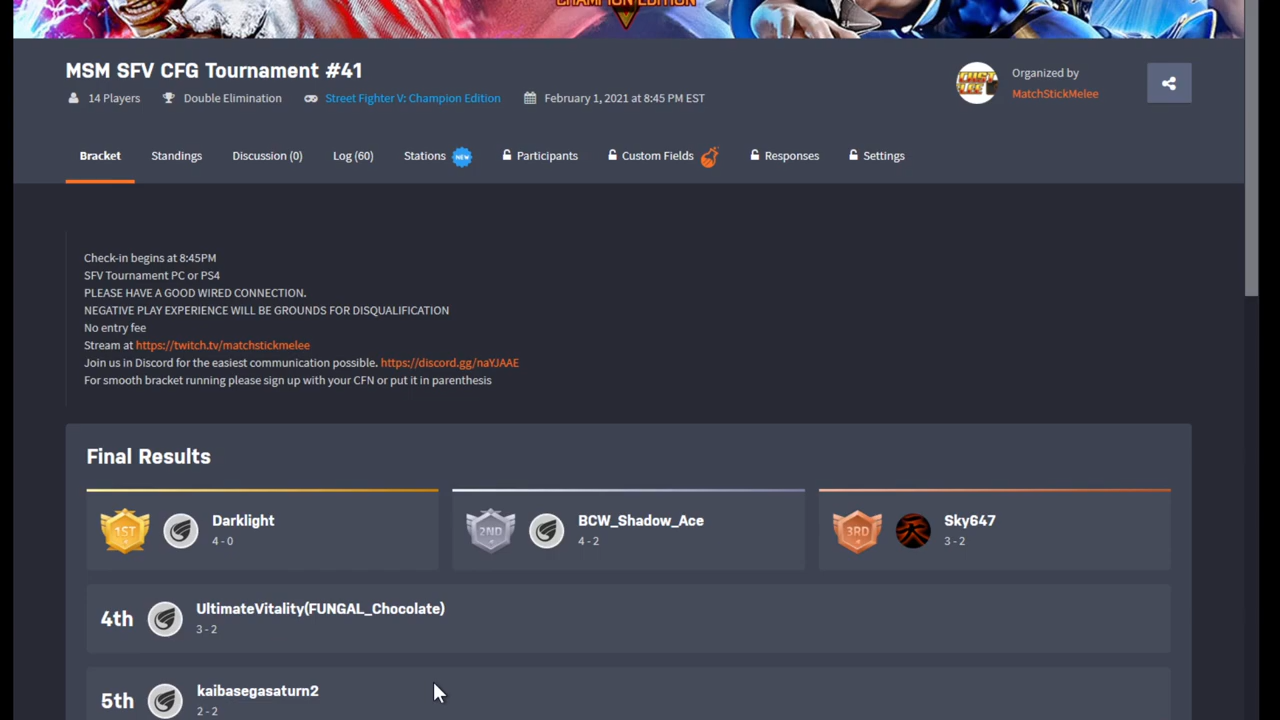 CHAMPION EDITION
MSM SFV CFG Tournament #41
14 Players Double Elimination Street Fighter V: Champion Edition February 1, 2021 at 8:45 PM EST
Organized by
MatchStickMelee
Bracket Standings Discussion (0) Log (60) Stations NEW Participants Custom Fields Responses Settings
Check-in begins at 8:45PM
SFV Tournament PC or PS4
PLEASE HAVE A GOOD WIRED CONNECTION.
NEGATIVE PLAY EXPERIENCE WILL BE GROUNDS FOR DISQUALIFICATION
No entry fee
Stream at https://twitch.tv/matchstickmelee
Join us in Discord for the easiest communication possible. https://discord.gg/naYJAAE
For smooth bracket running please sign up with your CFN or put it in parenthesis
Final Results
1ST Darklight
4 - 0
2ND BCW_Shadow_Ace
4 - 2
3RD Sky647
3 - 2
4th UltimateVitality(FUNGAL_Chocolate)
3 - 2
5th kaibasegasaturn2
2 - 2